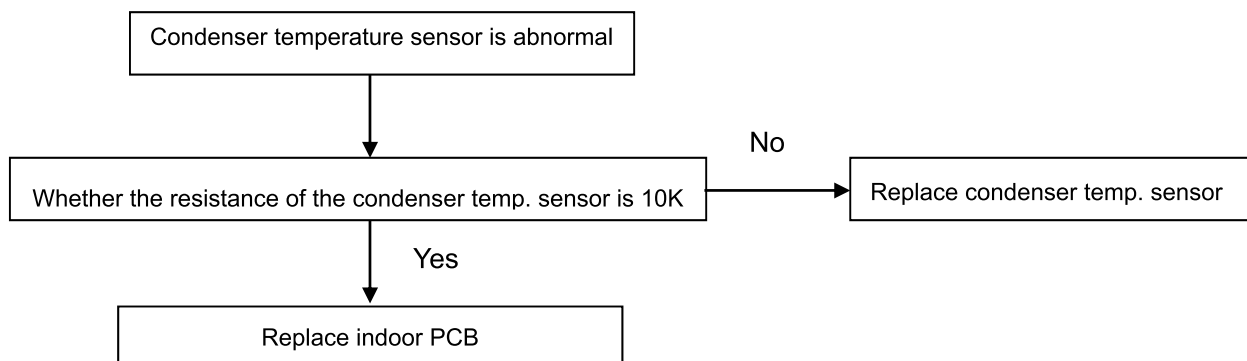 Condenser temperature sensor is abnormal
No
Whether the resistance of the condenser temp. sensor is 10K
Replace condenser temp. sensor
Yes
Replace indoor PCB